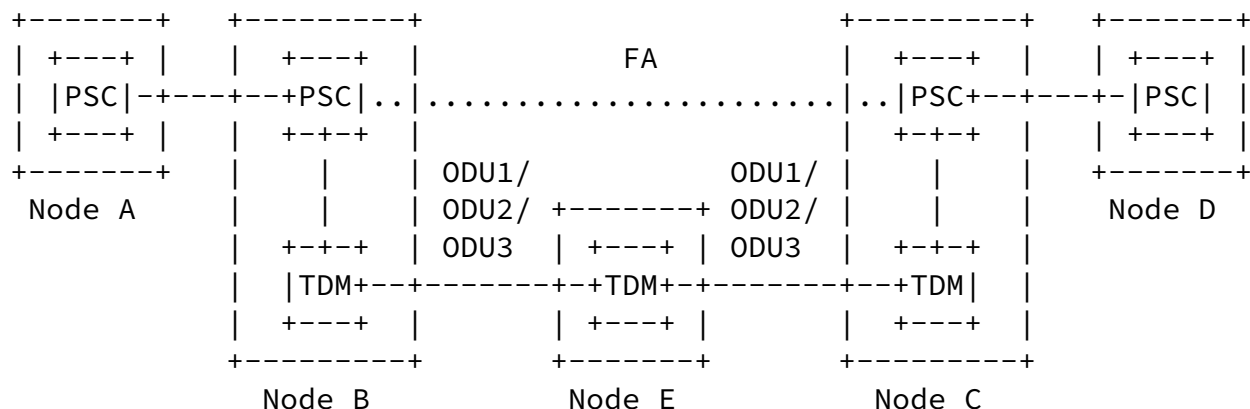 FA
PSC PSC PSC PSC
ODU1/ ODU1/
Node A ODU2/ ODU2/ Node D
ODU3 ODU3
TDM TDM TDM
Node B Node E Node C